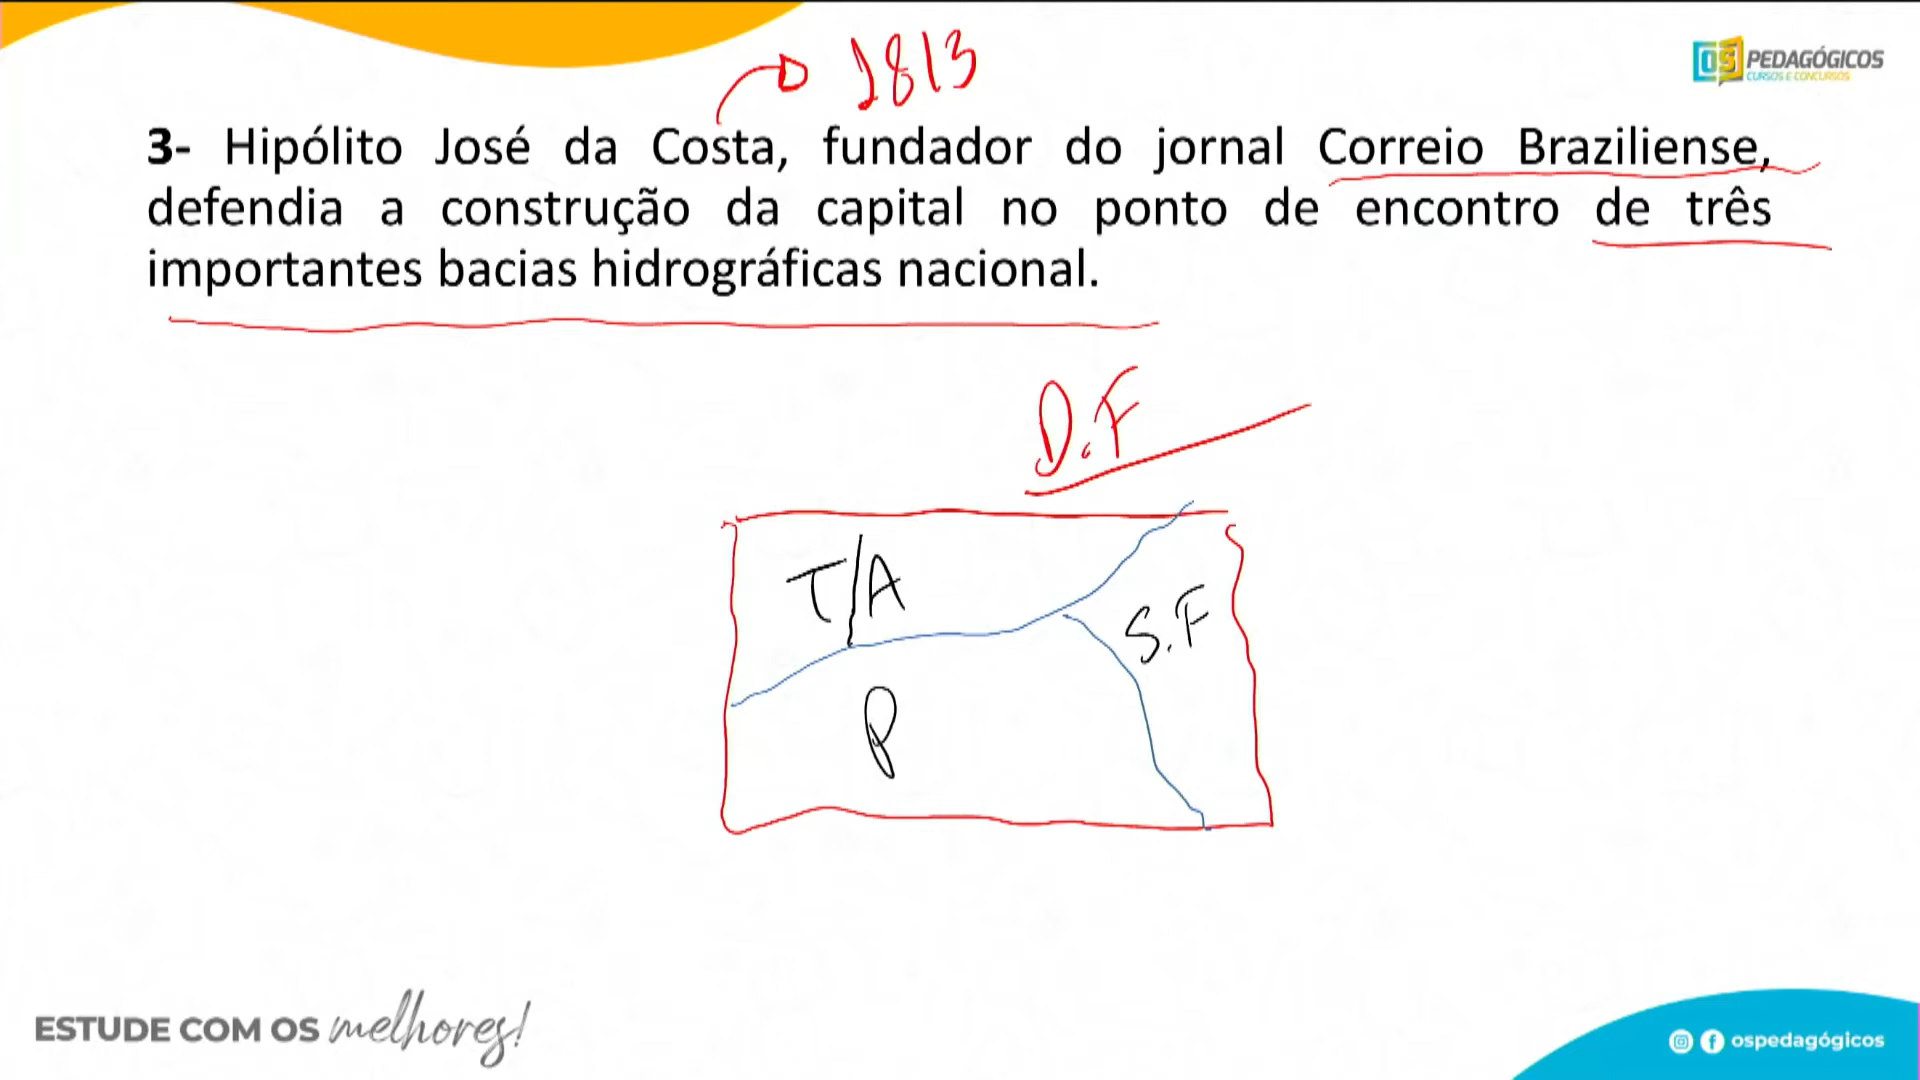 1813
OS PEDAGÓGICOS
CURSOS E CONCURSOS
3- Hipólito José da Costa, fundador do jornal Correio Braziliense,
defendia a construção da capital no ponto de encontro de três
importantes bacias hidrográficas nacional.
D.F
T/A
S.F
P
ESTUDE COM OS melhores!
ospedagógicos